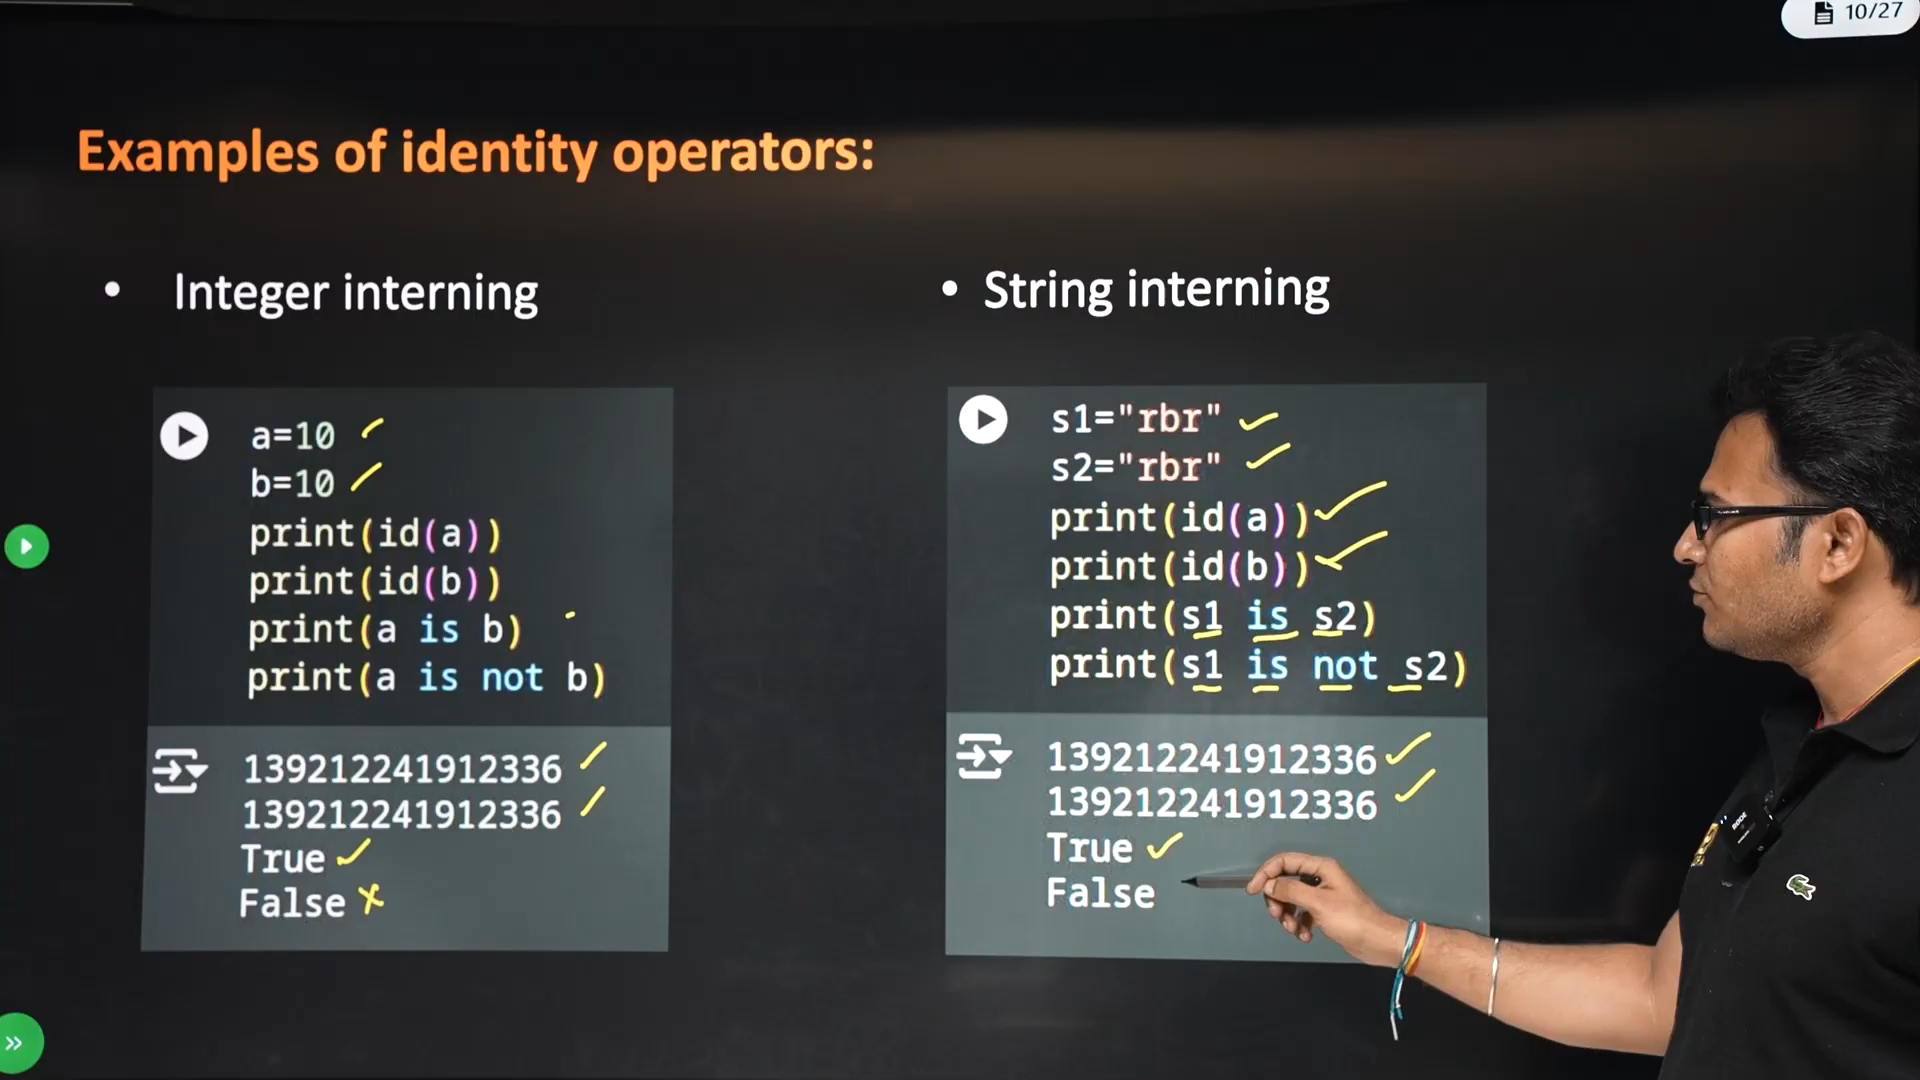 10/27
Examples of identity operators:
• Integer interning
a=10
b=10
print(id(a))
print(id(b))
print(a is b)
print(a is not b)
139212241912336
139212241912336
True
False
• String interning
s1="rbr"
s2="rbr"
print(id(a))
print(id(b))
print(s1 is s2)
print(s1 is not s2)
139212241912336
139212241912336
True
False
RODE